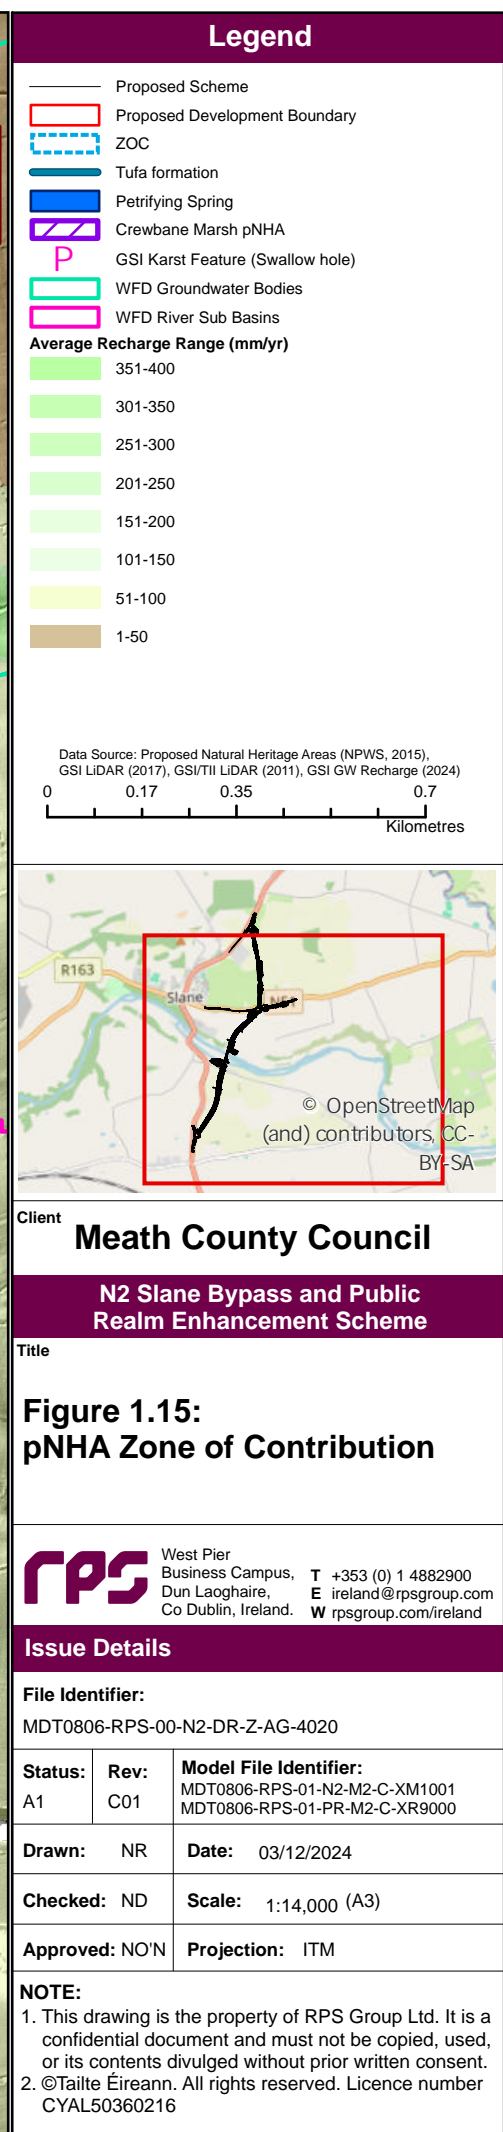 Legend
Proposed Scheme
Proposed Development Boundary
ZOC
Tufa formation
Petrifying Spring
Crewbane Marsh pNHA
P GSI Karst Feature (Swallow hole)
WFD Groundwater Bodies
WFD River Sub Basins
Average Recharge Range (mm/yr)
351-400
301-350
251-300
201-250
151-200
101-150
51-100
1-50
Data Source: Proposed Natural Heritage Areas (NPWS, 2015),
GSI LiDAR (2017), GSI/TII LiDAR (2011), GSI GW Recharge (2024)
0 0.17 0.35 0.7
Kilometres
R163
Slane
N51
© OpenStreetMap
(and) contributors, CC-
BY-SA
Client
Meath County Council
N2 Slane Bypass and Public
Realm Enhancement Scheme
Title
Figure 1.15:
pNHA Zone of Contribution
rps
West Pier
Business Campus,
Dun Laoghaire,
Co Dublin, Ireland.
T +353 (0) 1 4882900
E ireland@rpsgroup.com
W rpsgroup.com/ireland
Issue Details
File Identifier:
MDT0806-RPS-00-N2-DR-Z-AG-4020
Status: A1
Rev: C01
Model File Identifier:
MDT0806-RPS-01-N2-M2-C-XM1001
MDT0806-RPS-01-PR-M2-C-XR9000
Drawn: NR
Date: 03/12/2024
Checked: ND
Scale: 1:14,000 (A3)
Approved: NO'N
Projection: ITM
NOTE:
1. This drawing is the property of RPS Group Ltd. It is a
confidential document and must not be copied, used,
or its contents divulged without prior written consent.
2. ©Tailte Éireann. All rights reserved. Licence number
CYAL50360216